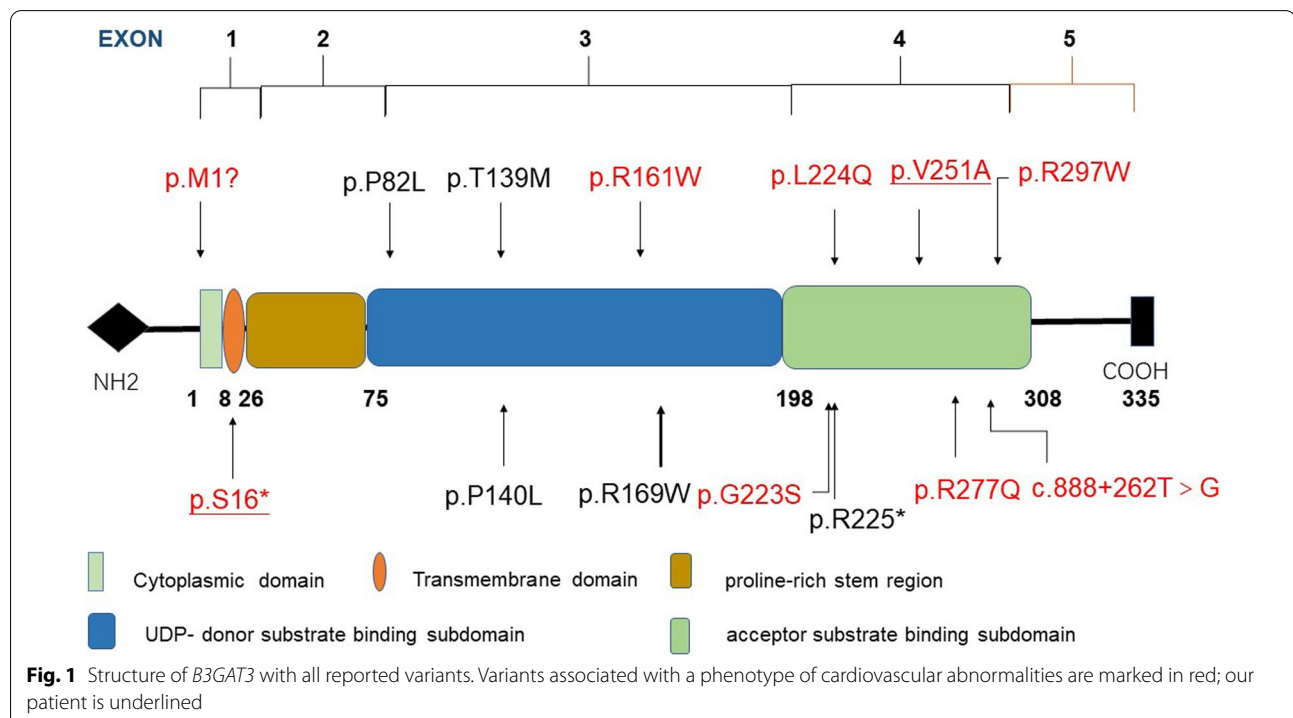 EXON 1 2 3 4 5
p.M1? p.P82L p.T139M p.R161W p.L224Q p.V251A p.R297W
NH2 COOH
1 8 26 75 198 308 335
p.S16* p.P140L p.R169W p.G223S p.R225* p.R277Q c.888+262T > G
Cytoplasmic domain Transmembrane domain proline-rich stem region
UDP- donor substrate binding subdomain acceptor substrate binding subdomain
Fig. 1 Structure of B3GAT3 with all reported variants. Variants associated with a phenotype of cardiovascular abnormalities are marked in red; our
patient is underlined